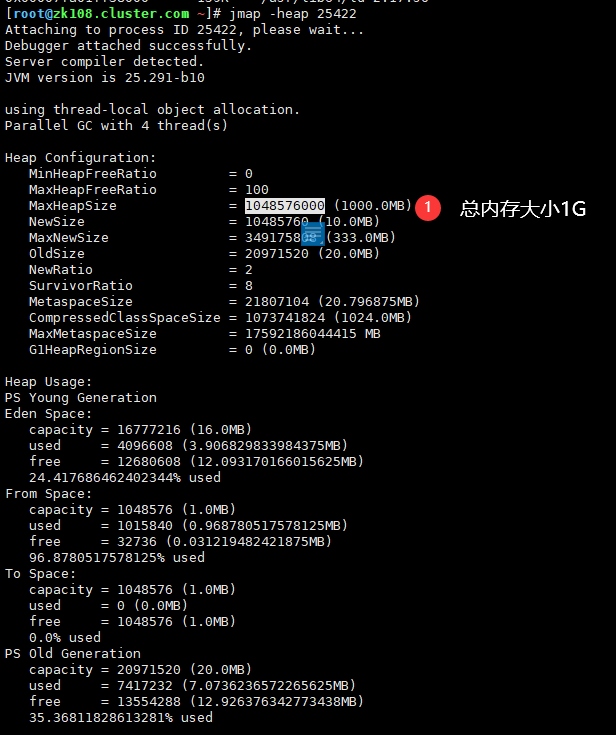 [root@zk108.cluster.com ~]# jmap -heap 25422
Attaching to process ID 25422, please wait...
Debugger attached successfully.
Server compiler detected.
JVM version is 25.291-b10
using thread-local object allocation.
Parallel GC with 4 thread(s)
Heap Configuration:
MinHeapFreeRatio = 0
MaxHeapFreeRatio = 100
MaxHeapSize = 1048576000 (1000.0MB) 1 总内存大小1G
NewSize = 10485760 (10.0MB)
MaxNewSize = (333.0MB)
OldSize = 20971520 (20.0MB)
NewRatio = 2
SurvivorRatio = 8
MetaspaceSize = 21807104 (20.796875MB)
CompressedClassSpaceSize = 1073741824 (1024.0MB)
MaxMetaspaceSize = 17592186044415 MB
G1HeapRegionSize = 0 (0.0MB)
Heap Usage:
PS Young Generation
Eden Space:
capacity = 16777216 (16.0MB)
used = 4096608 (3.906829833984375MB)
free = 12680608 (12.093170166015625MB)
24.417686462402344% used
From Space:
capacity = 1048576 (1.0MB)
used = 1015840 (0.968780517578125MB)
free = 32736 (0.031219482421875MB)
96.8780517578125% used
To Space:
capacity = 1048576 (1.0MB)
used = 0 (0.0MB)
free = 1048576 (1.0MB)
0.0% used
PS Old Generation
capacity = 20971520 (20.0MB)
used = 7417232 (7.0736236572265625MB)
free = 13554288 (12.926376342773438MB)
35.36811828613281% used